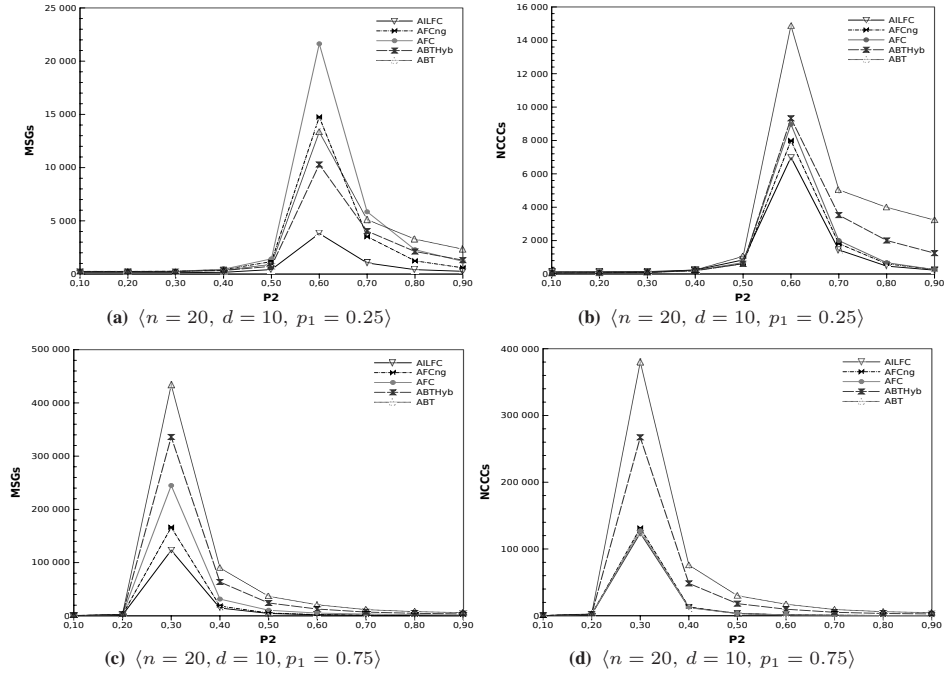 25 000
20 000
15 000
10 000
5 000
0
MSGs
0,10 0,20 0,30 0,40 0,50 0,60 0,70 0,80 0,90
P2
AILFC
AFCng
AFC
ABTHyb
ABT
(a) ⟨n = 20, d = 10, p₁ = 0.25⟩
16 000
14 000
12 000
10 000
8 000
6 000
4 000
2 000
0
NCCCs
0,10 0,20 0,30 0,40 0,50 0,60 0,70 0,80 0,90
P2
AILFC
AFCng
AFC
ABTHyb
ABT
(b) ⟨n = 20, d = 10, p₁ = 0.25⟩
500 000
400 000
300 000
200 000
100 000
0
MSGs
0,10 0,20 0,30 0,40 0,50 0,60 0,70 0,80 0,90
P2
AILFC
AFCng
AFC
ABTHyb
ABT
(c) ⟨n = 20, d = 10, p₁ = 0.75⟩
400 000
300 000
200 000
100 000
0
NCCCs
0,10 0,20 0,30 0,40 0,50 0,60 0,70 0,80 0,90
P2
AILFC
AFCng
AFC
ABTHyb
ABT
(d) ⟨n = 20, d = 10, p₁ = 0.75⟩